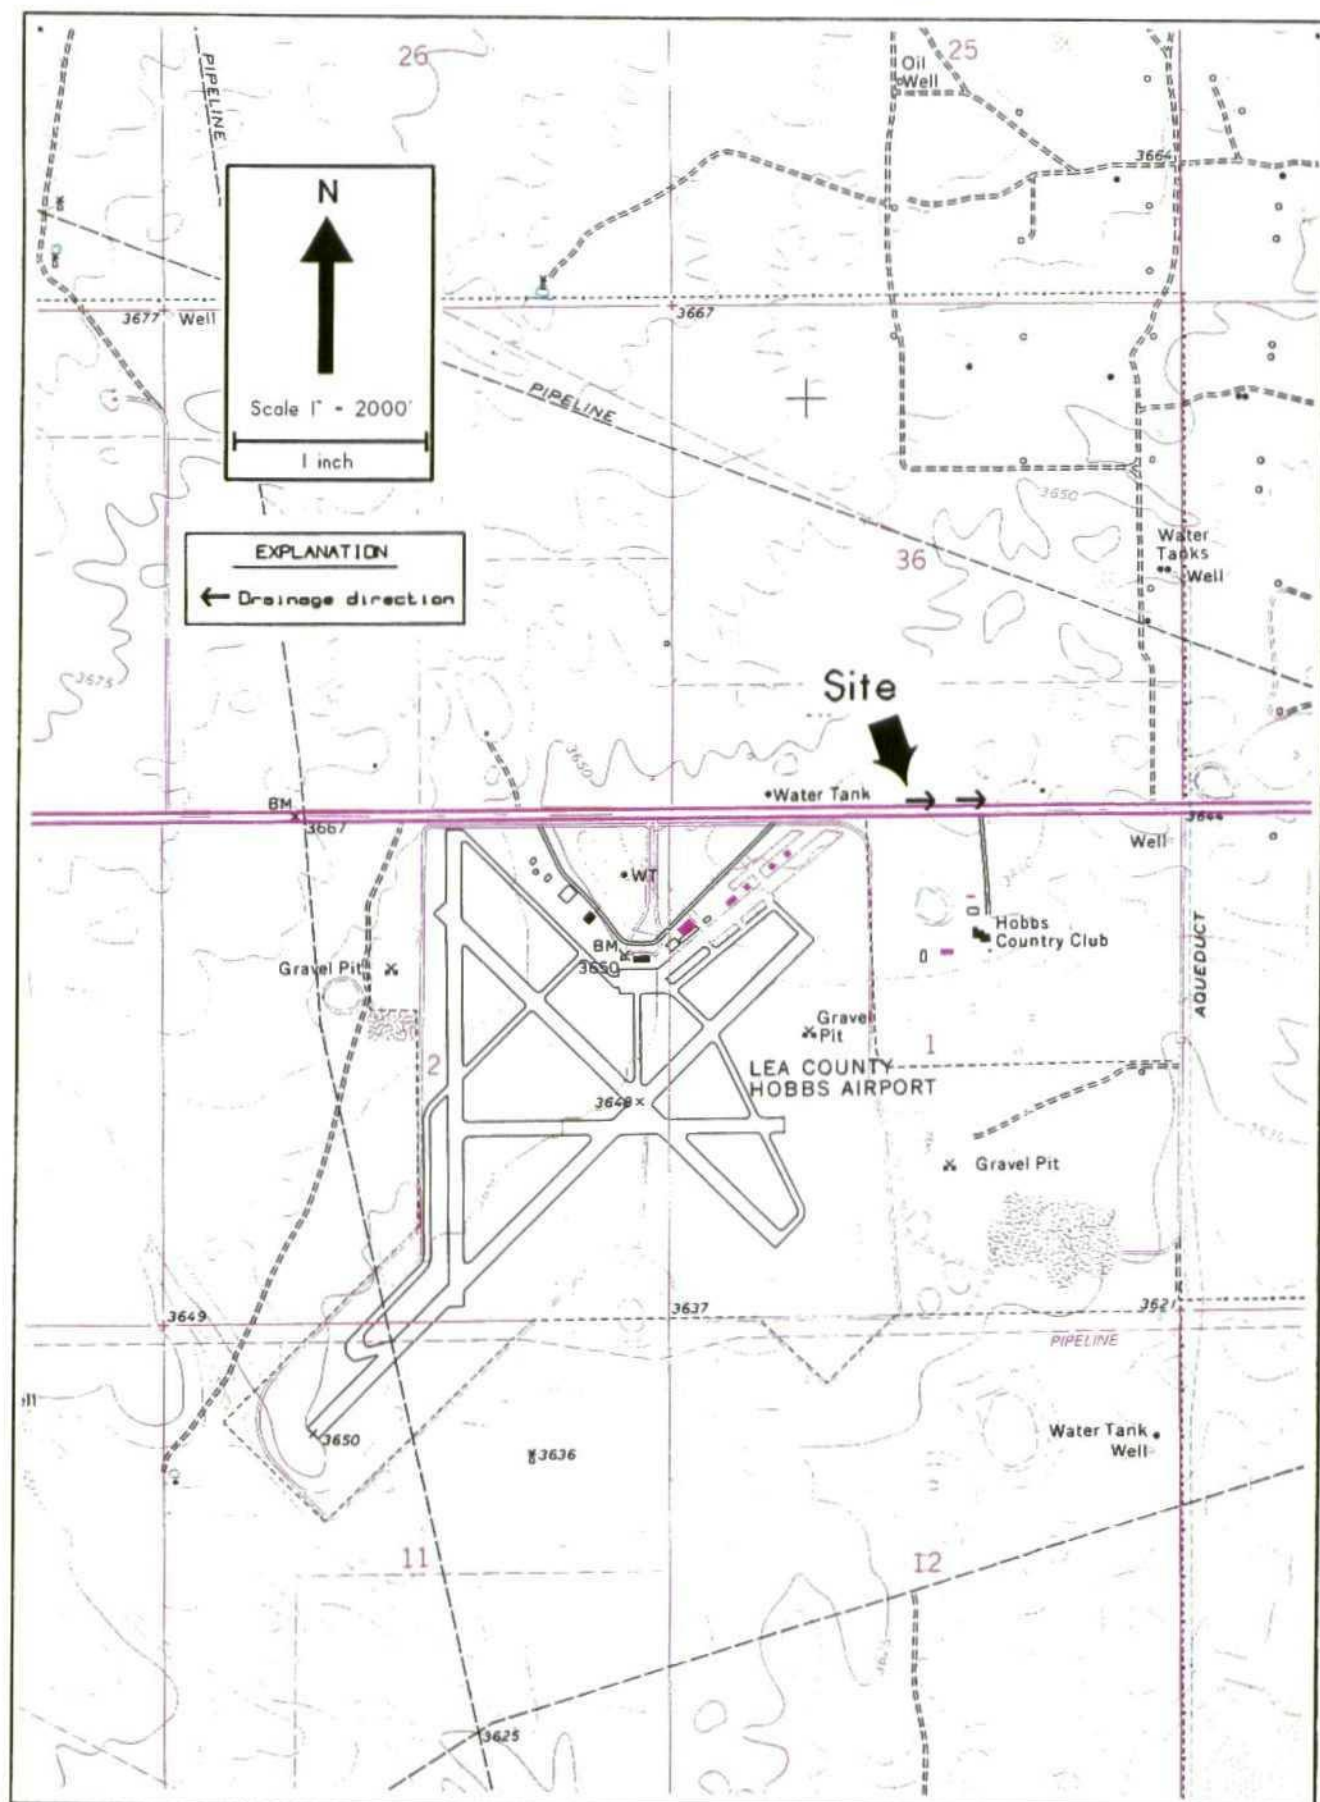 26
25
Oil
Well
PIPELINE
3664
N
3677
Well
3667
Scale 1" - 2000'
1 inch
PIPELINE
3650
EXPLANATION
← Drainage direction
36
Water
Tanks
Well
3675
Site
3650
Water Tank
BM
3667
3644
Well
WT
Hobbs
Country Club
BM
3650
Gravel Pit
AQUEDUCT
Gravel
Pit
2
1
LEA COUNTY
HOBBS AIRPORT
3648
Gravel Pit
3649
3637
3621
PIPELINE
3650
3636
Water Tank
Well
11
12
3625